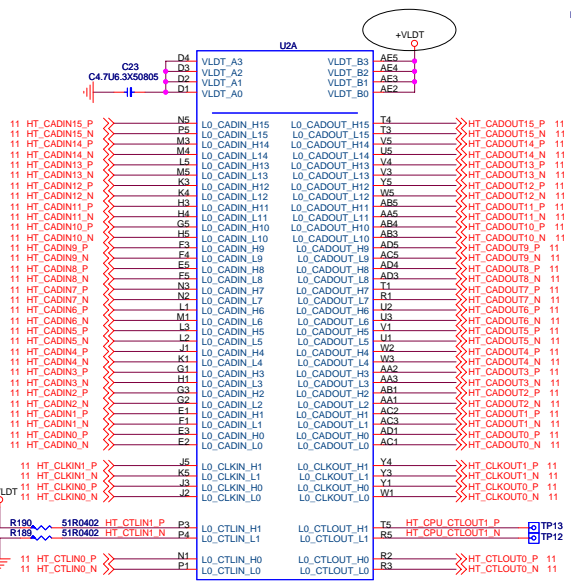 +VLDT
U2A
C23
C4.7U6.3X50805
D4 VLDT_A3 VLDT_B3 AE5
D3 VLDT_A2 VLDT_B2 AE4
D2 VLDT_A1 VLDT_B1 AE3
D1 VLDT_A0 VLDT_B0 AE2
11 HT_CADIN15_P N5 L0_CADIN_H15 L0_CADOUT_H15 T4 HT_CADOUT15_P 11
11 HT_CADIN15_N P5 L0_CADIN_L15 L0_CADOUT_L15 T3 HT_CADOUT15_N 11
11 HT_CADIN14_P M3 L0_CADIN_H14 L0_CADOUT_H14 V5 HT_CADOUT14_P 11
11 HT_CADIN14_N M4 L0_CADIN_L14 L0_CADOUT_L14 U5 HT_CADOUT14_N 11
11 HT_CADIN13_P L5 L0_CADIN_H13 L0_CADOUT_H13 V4 HT_CADOUT13_P 11
11 HT_CADIN13_N M5 L0_CADIN_L13 L0_CADOUT_L13 V3 HT_CADOUT13_N 11
11 HT_CADIN12_P K3 L0_CADIN_H12 L0_CADOUT_H12 Y5 HT_CADOUT12_P 11
11 HT_CADIN12_N K4 L0_CADIN_L12 L0_CADOUT_L12 W5 HT_CADOUT12_N 11
11 HT_CADIN11_P H3 L0_CADIN_H11 L0_CADOUT_H11 AB5 HT_CADOUT11_P 11
11 HT_CADIN11_N H4 L0_CADIN_L11 L0_CADOUT_L11 AA5 HT_CADOUT11_N 11
11 HT_CADIN10_P G5 L0_CADIN_H10 L0_CADOUT_H10 AB4 HT_CADOUT10_P 11
11 HT_CADIN10_N H5 L0_CADIN_L10 L0_CADOUT_L10 AB3 HT_CADOUT10_N 11
11 HT_CADIN9_P F3 L0_CADIN_H9 L0_CADOUT_H9 AD5 HT_CADOUT9_P 11
11 HT_CADIN9_N F4 L0_CADIN_L9 L0_CADOUT_L9 AC5 HT_CADOUT9_N 11
11 HT_CADIN8_P E5 L0_CADIN_H8 L0_CADOUT_H8 AD4 HT_CADOUT8_P 11
11 HT_CADIN8_N F5 L0_CADIN_L8 L0_CADOUT_L8 AD3 HT_CADOUT8_N 11
11 HT_CADIN7_P N3 L0_CADIN_H7 L0_CADOUT_H7 T1 HT_CADOUT7_P 11
11 HT_CADIN7_N N2 L0_CADIN_L7 L0_CADOUT_L7 R1 HT_CADOUT7_N 11
11 HT_CADIN6_P L1 L0_CADIN_H6 L0_CADOUT_H6 U2 HT_CADOUT6_P 11
11 HT_CADIN6_N M1 L0_CADIN_L6 L0_CADOUT_L6 U3 HT_CADOUT6_N 11
11 HT_CADIN5_P L3 L0_CADIN_H5 L0_CADOUT_H5 V1 HT_CADOUT5_P 11
11 HT_CADIN5_N L2 L0_CADIN_L5 L0_CADOUT_L5 U1 HT_CADOUT5_N 11
11 HT_CADIN4_P J1 L0_CADIN_H4 L0_CADOUT_H4 W2 HT_CADOUT4_P 11
11 HT_CADIN4_N K1 L0_CADIN_L4 L0_CADOUT_L4 W3 HT_CADOUT4_N 11
11 HT_CADIN3_P G1 L0_CADIN_H3 L0_CADOUT_H3 AA2 HT_CADOUT3_P 11
11 HT_CADIN3_N H1 L0_CADIN_L3 L0_CADOUT_L3 AA3 HT_CADOUT3_N 11
11 HT_CADIN2_P G3 L0_CADIN_H2 L0_CADOUT_H2 AB1 HT_CADOUT2_P 11
11 HT_CADIN2_N G2 L0_CADIN_L2 L0_CADOUT_L2 AA1 HT_CADOUT2_N 11
11 HT_CADIN1_P E1 L0_CADIN_H1 L0_CADOUT_H1 AC2 HT_CADOUT1_P 11
11 HT_CADIN1_N F1 L0_CADIN_L1 L0_CADOUT_L1 AC3 HT_CADOUT1_N 11
11 HT_CADIN0_P E3 L0_CADIN_H0 L0_CADOUT_H0 AD1 HT_CADOUT0_P 11
11 HT_CADIN0_N E2 L0_CADIN_L0 L0_CADOUT_L0 AC1 HT_CADOUT0_N 11
11 HT_CLKIN1_P J5 L0_CLKIN_H1 L0_CLKOUT_H1 Y4 HT_CLKOUT1_P 11
11 HT_CLKIN1_N K5 L0_CLKIN_L1 L0_CLKOUT_L1 Y3 HT_CLKOUT1_N 11
11 HT_CLKIN0_P J3 L0_CLKIN_H0 L0_CLKOUT_H0 Y1 HT_CLKOUT0_P 11
11 HT_CLKIN0_N J2 L0_CLKIN_L0 L0_CLKOUT_L0 W1 HT_CLKOUT0_N 11
LDT
R190 51R0402 HT_CTLIN1_P P3 L0_CTLIN_H1 L0_CTLOUT_H1 T5 HT_CPU_CTLOUT1_P TP13
R189 51R0402 HT_CTLIN1_N P4 L0_CTLIN_L1 L0_CTLOUT_L1 R5 HT_CPU_CTLOUT1_N TP12
11 HT_CTLIN0_P N1 L0_CTLIN_H0 L0_CTLOUT_H0 R2 HT_CTLOUT0_P 11
11 HT_CTLIN0_N P1 L0_CTLIN_L0 L0_CTLOUT_L0 R3 HT_CTLOUT0_N 11